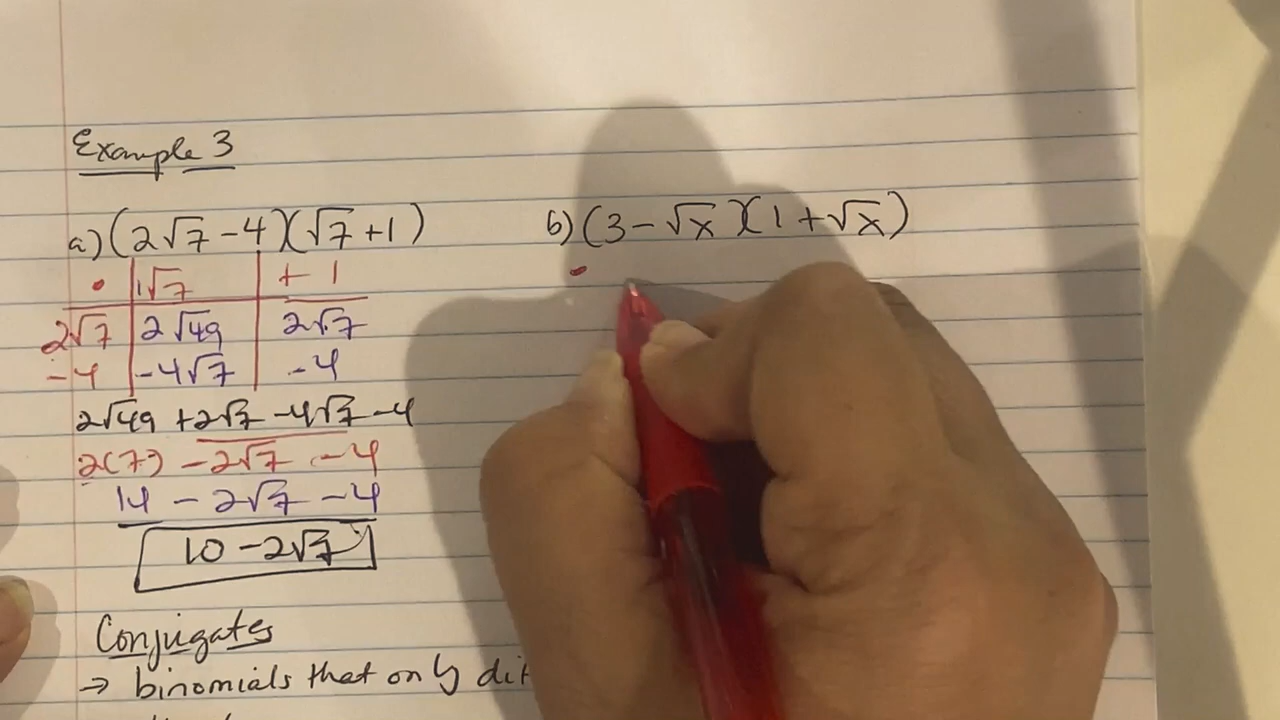 Example 3
a) (2√7 - 4)(√7 + 1)
b) (3 - √x)(1 + √x)
• 1√7 + 1
2√7 2√49 2√7
-4 -4√7 -4
2√49 + 2√7 - 4√7 - 4
2(7) - 2√7 - 4
14 - 2√7 - 4
10 - 2√7
Conjugates
→ binomials that only